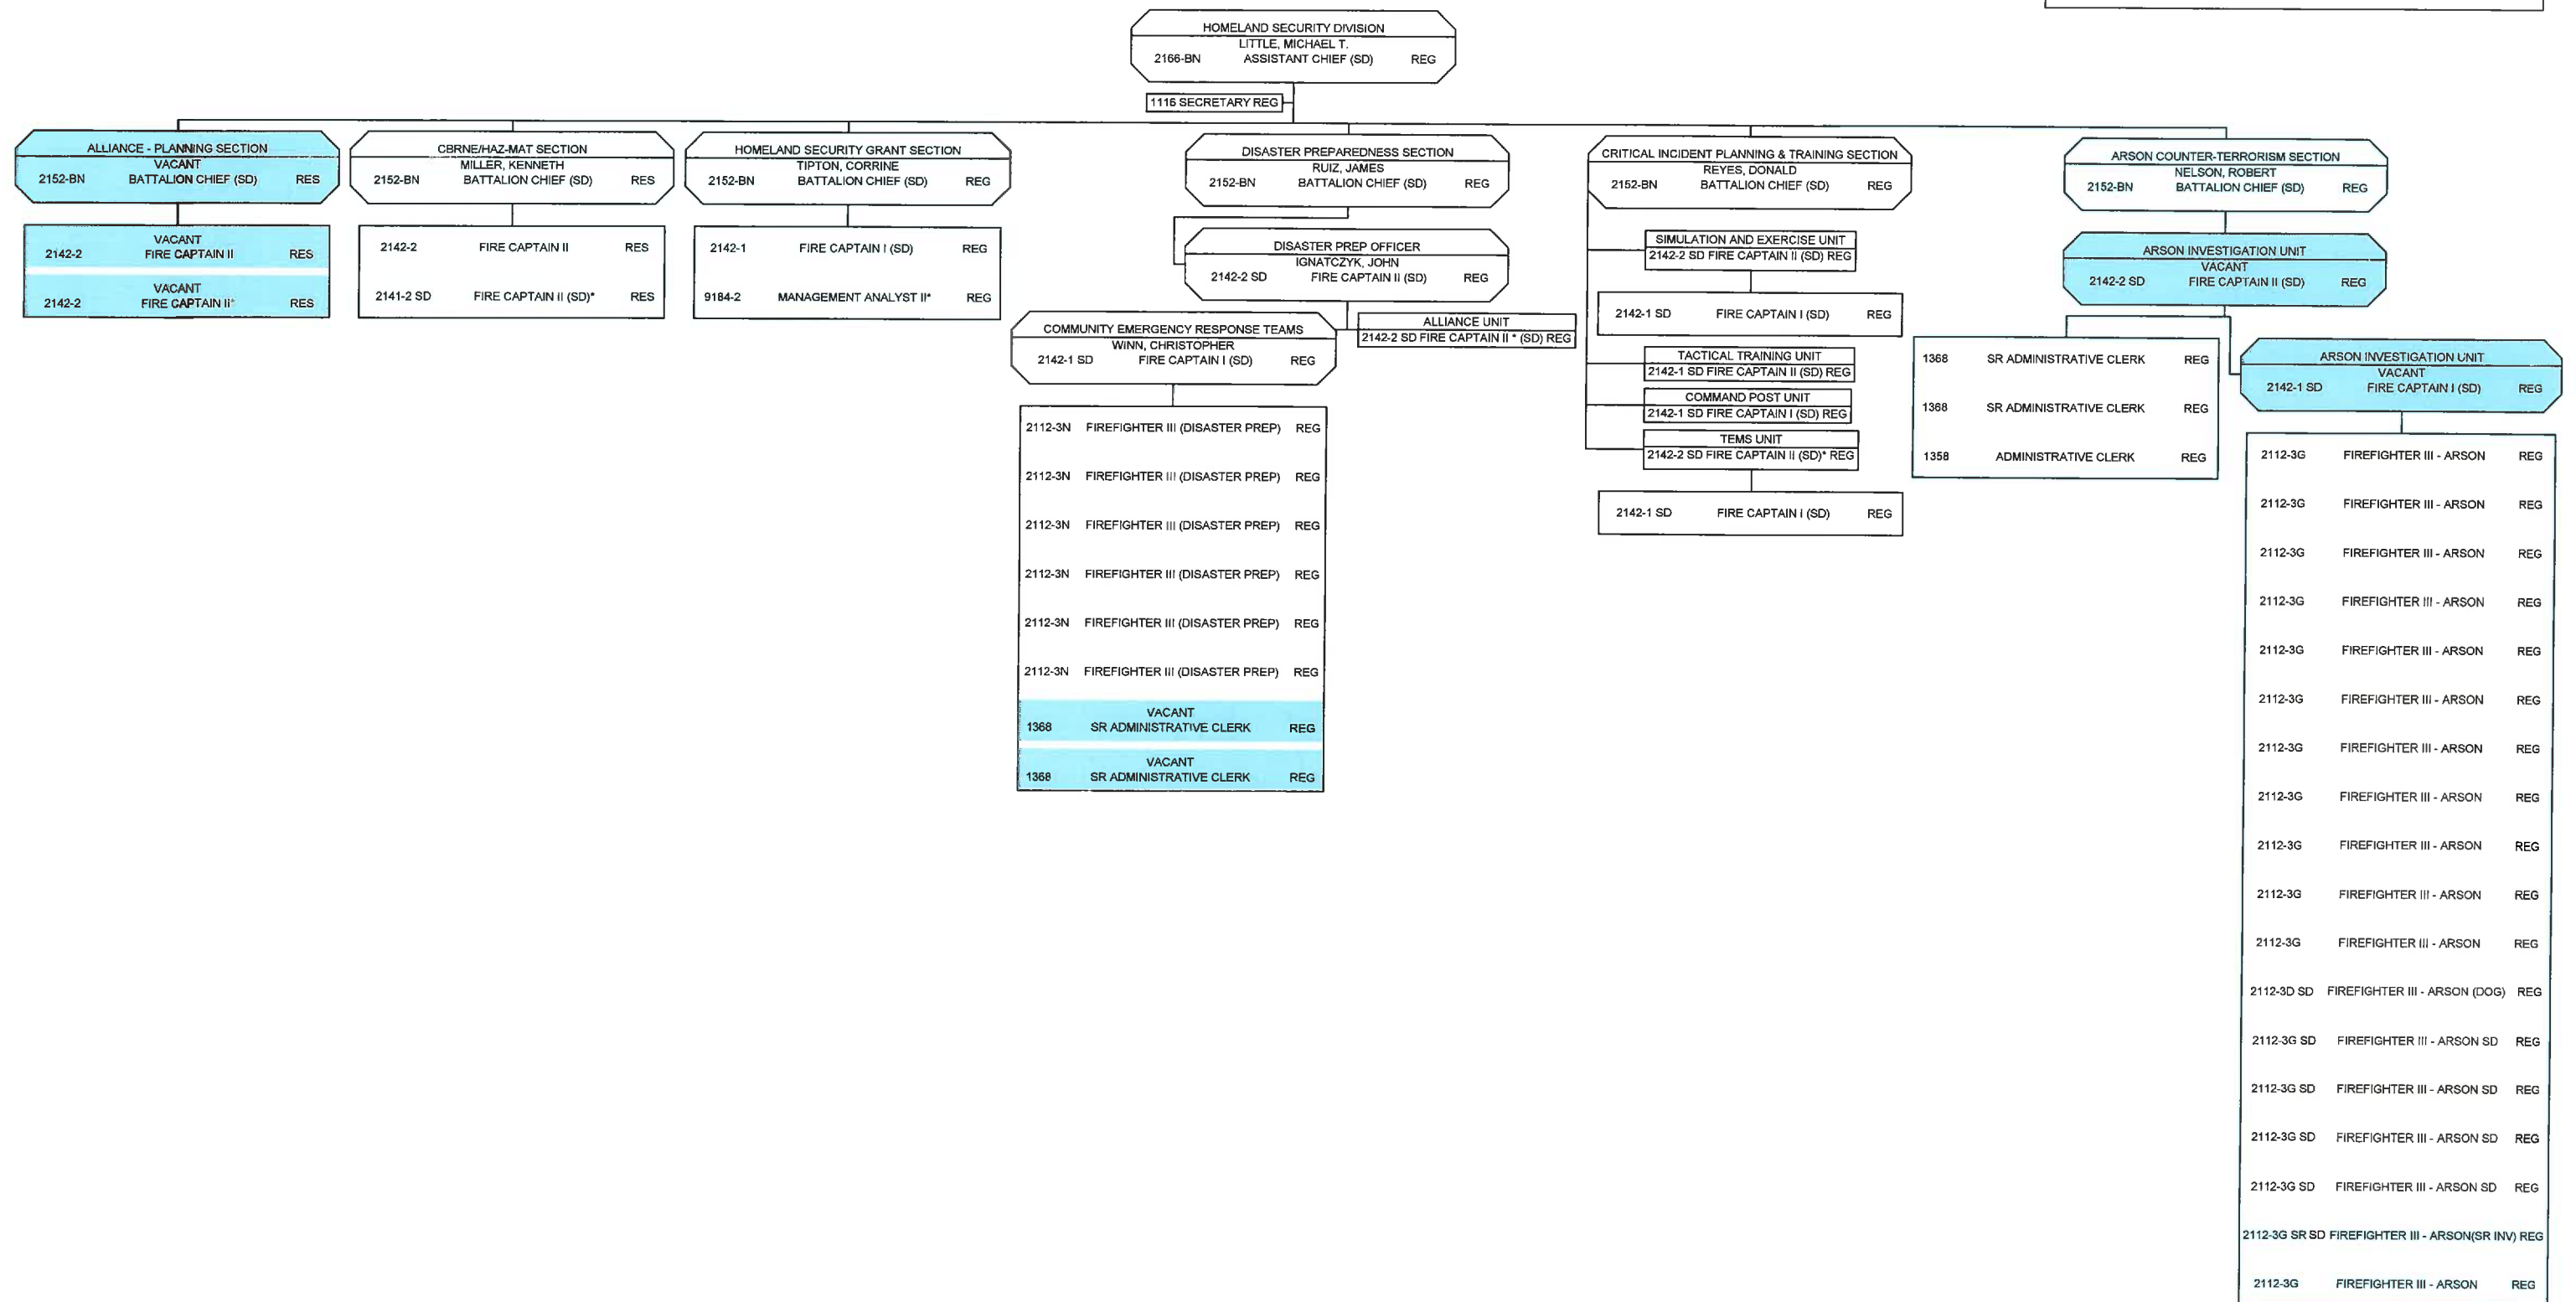 HOMELAND SECURITY DIVISION
LITTLE, MICHAEL T.
2166-BN ASSISTANT CHIEF (SD) REG
1116 SECRETARY REG
ALLIANCE - PLANNING SECTION
VACANT
2152-BN BATTALION CHIEF (SD) RES
VACANT
2142-2 FIRE CAPTAIN II RES
VACANT
2142-2 FIRE CAPTAIN II* RES
CBRNE/HAZ-MAT SECTION
MILLER, KENNETH
2152-BN BATTALION CHIEF (SD) RES
2142-2 FIRE CAPTAIN II RES
2141-2 SD FIRE CAPTAIN II (SD)* RES
HOMELAND SECURITY GRANT SECTION
TIPTON, CORRINE
2152-BN BATTALION CHIEF (SD) REG
2142-1 FIRE CAPTAIN I (SD) REG
9184-2 MANAGEMENT ANALYST II* REG
DISASTER PREPAREDNESS SECTION
RUIZ, JAMES
2152-BN BATTALION CHIEF (SD) REG
DISASTER PREP OFFICER
IGNATCZYK, JOHN
2142-2 SD FIRE CAPTAIN II (SD) REG
COMMUNITY EMERGENCY RESPONSE TEAMS
WINN, CHRISTOPHER
2142-1 SD FIRE CAPTAIN I (SD) REG
ALLIANCE UNIT
2142-2 SD FIRE CAPTAIN II * (SD) REG
2112-3N FIREFIGHTER III (DISASTER PREP) REG
2112-3N FIREFIGHTER III (DISASTER PREP) REG
2112-3N FIREFIGHTER III (DISASTER PREP) REG
2112-3N FIREFIGHTER III (DISASTER PREP) REG
2112-3N FIREFIGHTER III (DISASTER PREP) REG
2112-3N FIREFIGHTER III (DISASTER PREP) REG
VACANT
1368 SR ADMINISTRATIVE CLERK REG
VACANT
1368 SR ADMINISTRATIVE CLERK REG
CRITICAL INCIDENT PLANNING & TRAINING SECTION
REYES, DONALD
2152-BN BATTALION CHIEF (SD) REG
SIMULATION AND EXERCISE UNIT
2142-2 SD FIRE CAPTAIN II (SD) REG
2142-1 SD FIRE CAPTAIN I (SD) REG
TACTICAL TRAINING UNIT
2142-1 SD FIRE CAPTAIN II (SD) REG
COMMAND POST UNIT
2142-1 SD FIRE CAPTAIN I (SD) REG
TEMS UNIT
2142-2 SD FIRE CAPTAIN II (SD)* REG
2142-1 SD FIRE CAPTAIN I (SD) REG
ARSON COUNTER-TERRORISM SECTION
NELSON, ROBERT
2152-BN BATTALION CHIEF (SD) REG
ARSON INVESTIGATION UNIT
VACANT
2142-2 SD FIRE CAPTAIN II (SD) REG
1368 SR ADMINISTRATIVE CLERK REG
1368 SR ADMINISTRATIVE CLERK REG
1358 ADMINISTRATIVE CLERK REG
ARSON INVESTIGATION UNIT
VACANT
2142-1 SD FIRE CAPTAIN I (SD) REG
2112-3G FIREFIGHTER III - ARSON REG
2112-3G FIREFIGHTER III - ARSON REG
2112-3G FIREFIGHTER III - ARSON REG
2112-3G FIREFIGHTER III - ARSON REG
2112-3G FIREFIGHTER III - ARSON REG
2112-3G FIREFIGHTER III - ARSON REG
2112-3G FIREFIGHTER III - ARSON REG
2112-3G FIREFIGHTER III - ARSON REG
2112-3G FIREFIGHTER III - ARSON REG
2112-3G FIREFIGHTER III - ARSON REG
2112-3G FIREFIGHTER III - ARSON REG
2112-3D SD FIREFIGHTER III - ARSON (DOG) REG
2112-3G SD FIREFIGHTER III - ARSON SD REG
2112-3G SD FIREFIGHTER III - ARSON SD REG
2112-3G SD FIREFIGHTER III - ARSON SD REG
2112-3G SD FIREFIGHTER III - ARSON SD REG
2112-3G SR SD FIREFIGHTER III - ARSON(SR INV) REG
2112-3G FIREFIGHTER III - ARSON REG